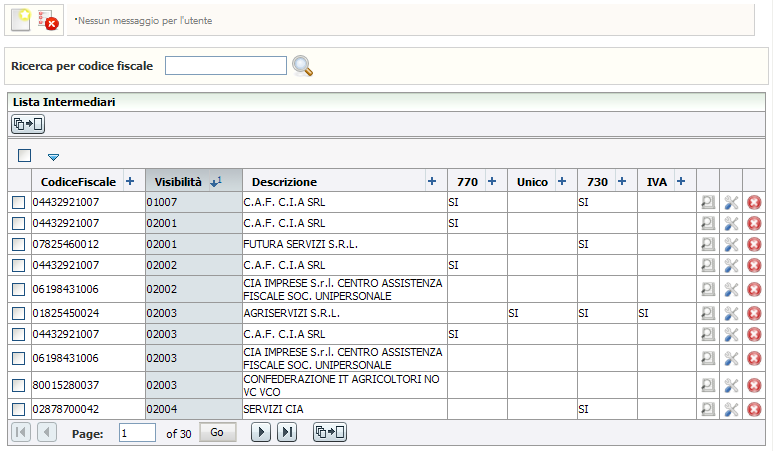 Nessun messaggio per l'utente
Ricerca per codice fiscale
Lista Intermediari
CodiceFiscale Visibilità 1 Descrizione 770 Unico 730 IVA
04432921007 01007 C.A.F. C.I.A SRL SI SI
04432921007 02001 C.A.F. C.I.A SRL SI
07825460012 02001 FUTURA SERVIZI S.R.L. SI
04432921007 02002 C.A.F. C.I.A SRL SI
06198431006 02002 CIA IMPRESE S.r.l. CENTRO ASSISTENZA
FISCALE SOC. UNIPERSONALE
01825450024 02003 AGRISERVIZI S.R.L. SI SI SI
04432921007 02003 C.A.F. C.I.A SRL SI
06198431006 02003 CIA IMPRESE S.r.l. CENTRO ASSISTENZA
FISCALE SOC. UNIPERSONALE
80015280037 02003 CONFEDERAZIONE IT AGRICOLTORI NO
VC VCO
02878700042 02004 SERVIZI CIA SI
Page: 1 of 30 Go